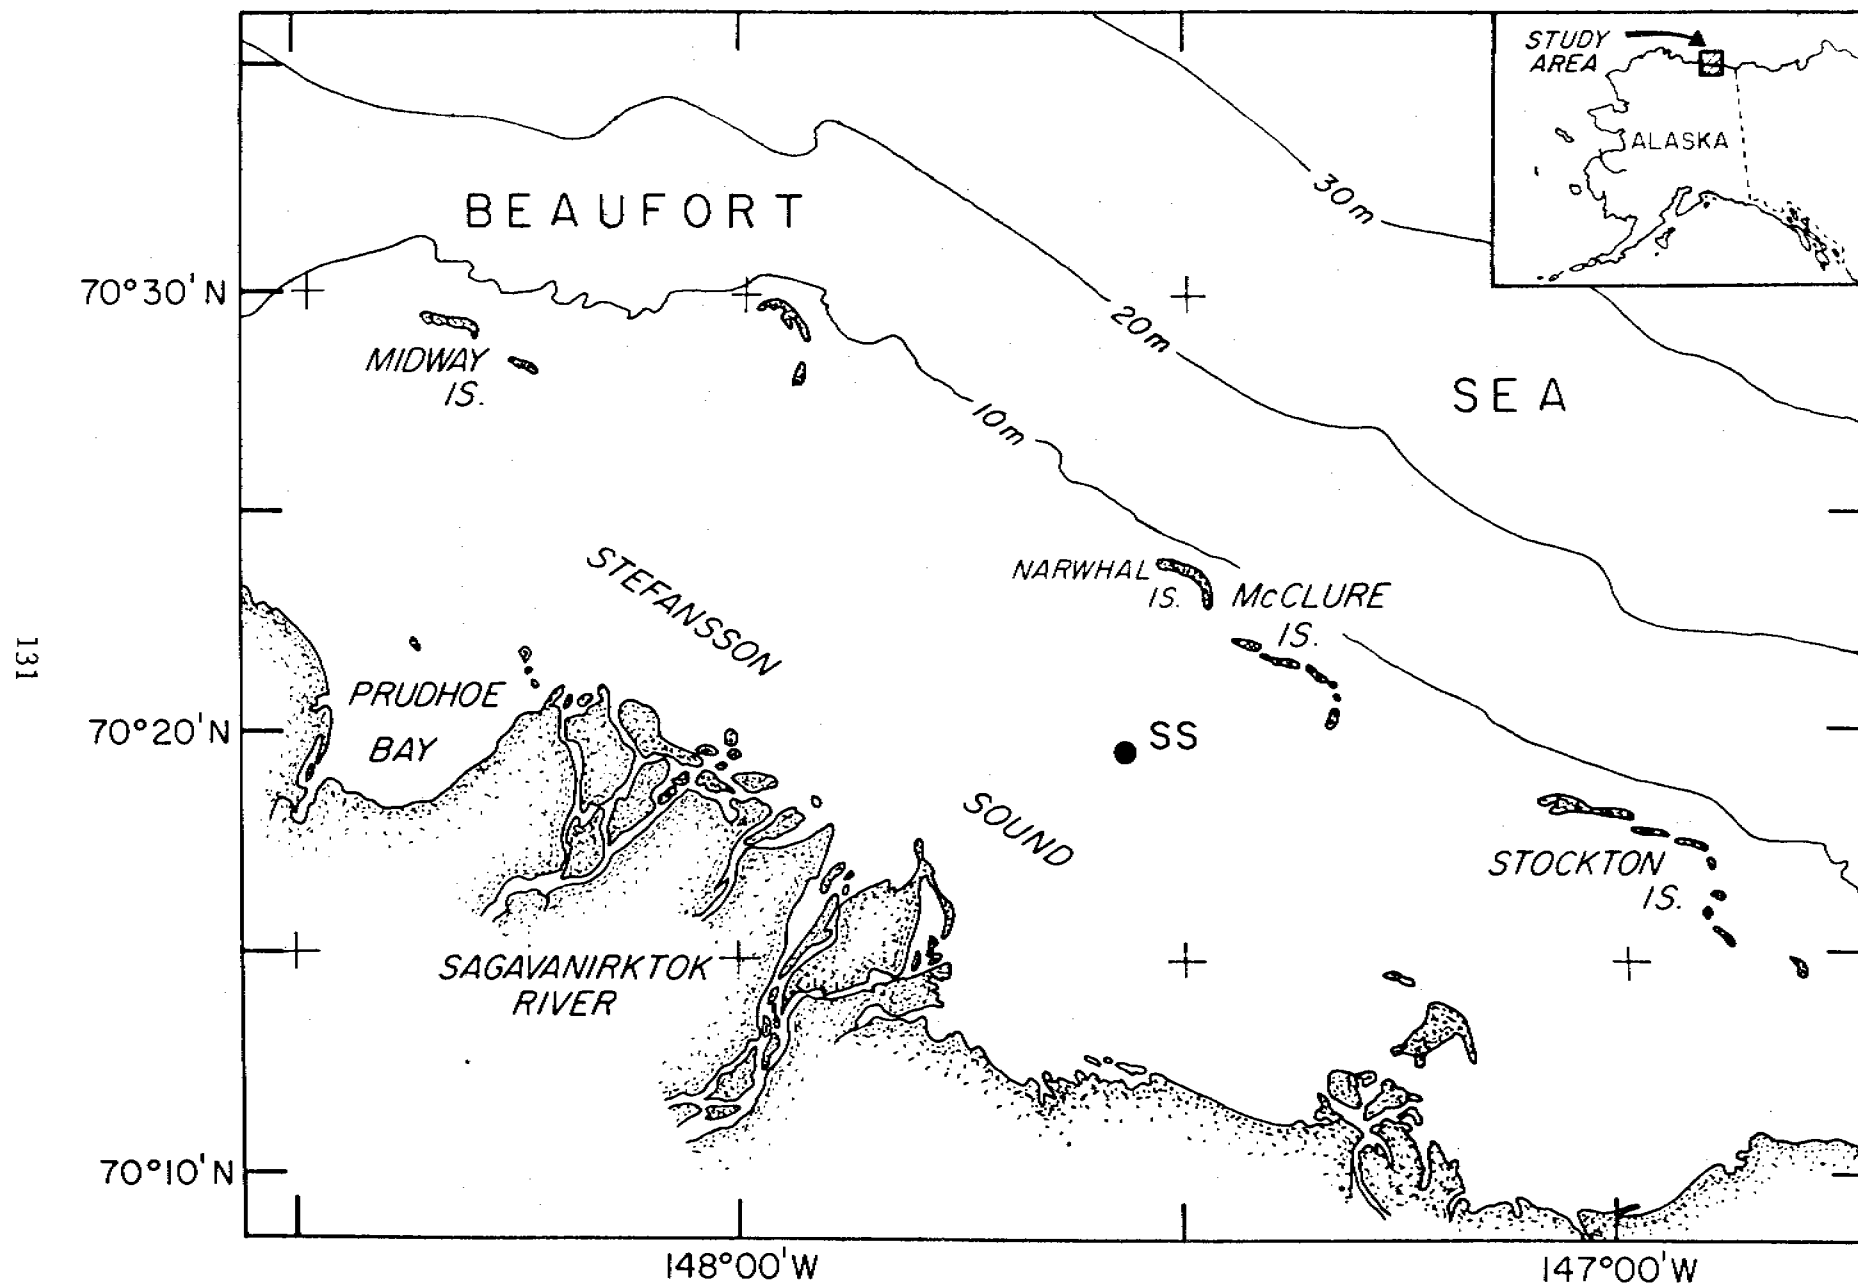 STUDY
AREA
ALASKA
30m
BEAUFORT
70°30'N
20m
MIDWAY
IS.
SEA
10m
STEFANSSON
NARWHAL
IS.
McCLURE
IS.
131
PRUDHOE
BAY
70°20'N
SS
SOUND
STOCKTON
IS.
SAGAVANIRKTOK
RIVER
70°10'N
148°00'W
147°00'W